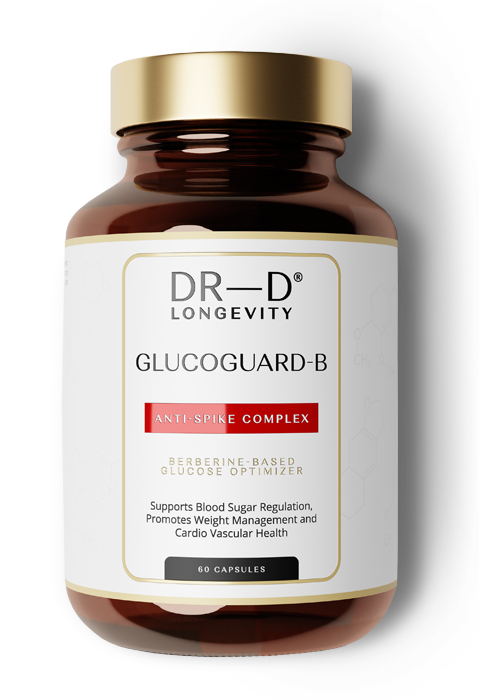 DR—D®
LONGEVITY
GLUCOGUARD-B
ANTI-SPIKE COMPLEX
BERBERINE-BASED
GLUCOSE OPTIMIZER
Supports Blood Sugar Regulation,
Promotes Weight Management and
Cardio Vascular Health
60 CAPSULES